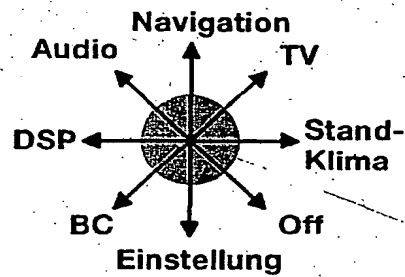 Navigation
Audio
TV
DSP
Stand-
Klima
BC
Off
Einstellung